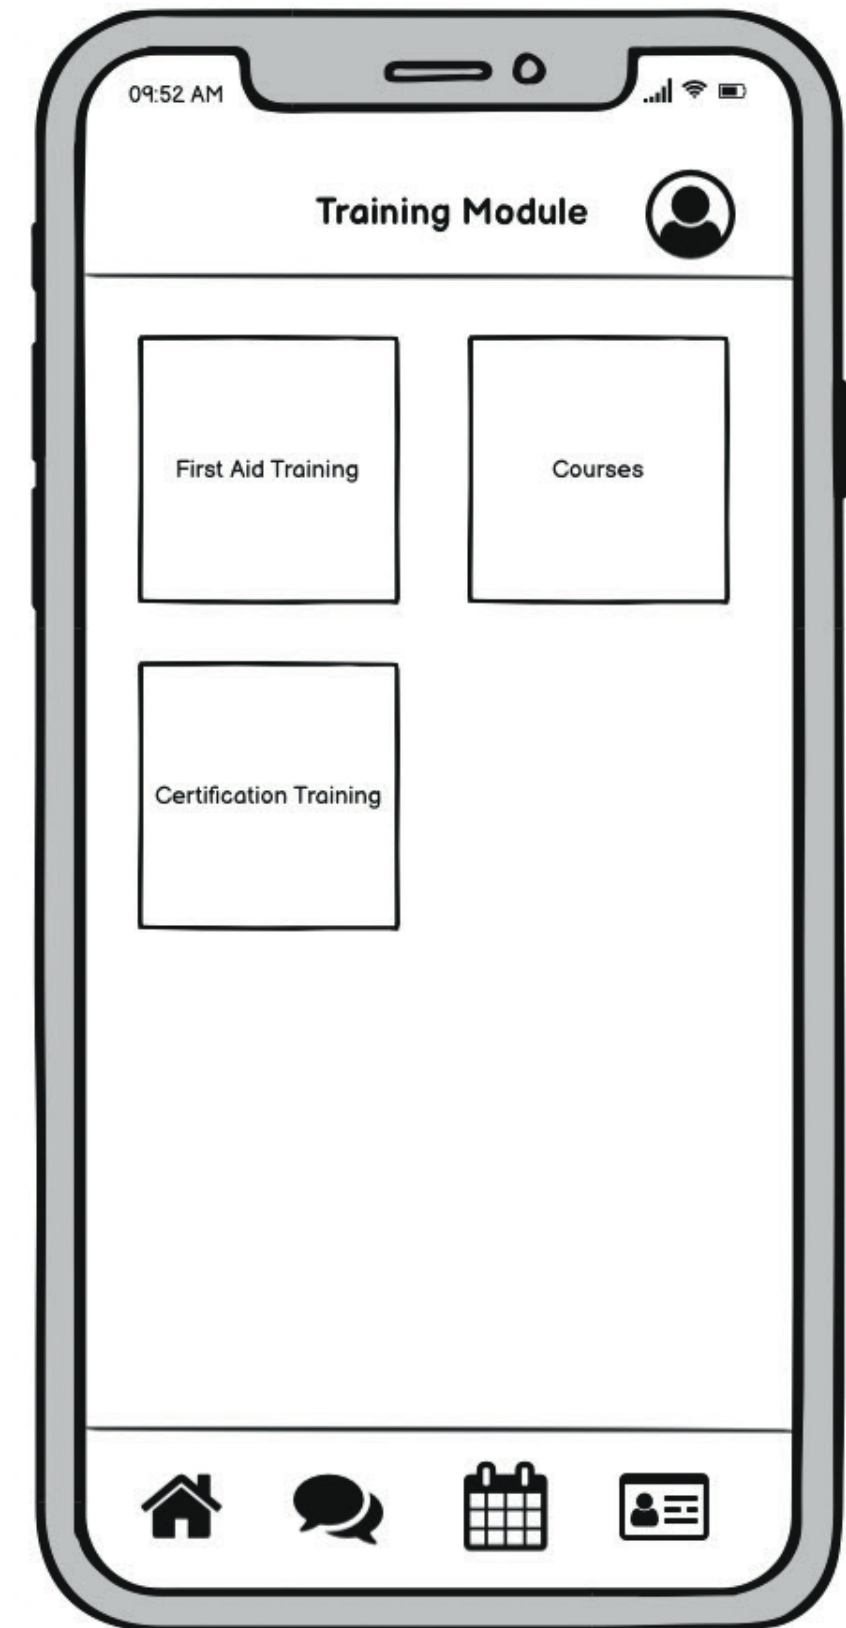 09:52 AM
Training Module
First Aid Training
Courses
Certification Training